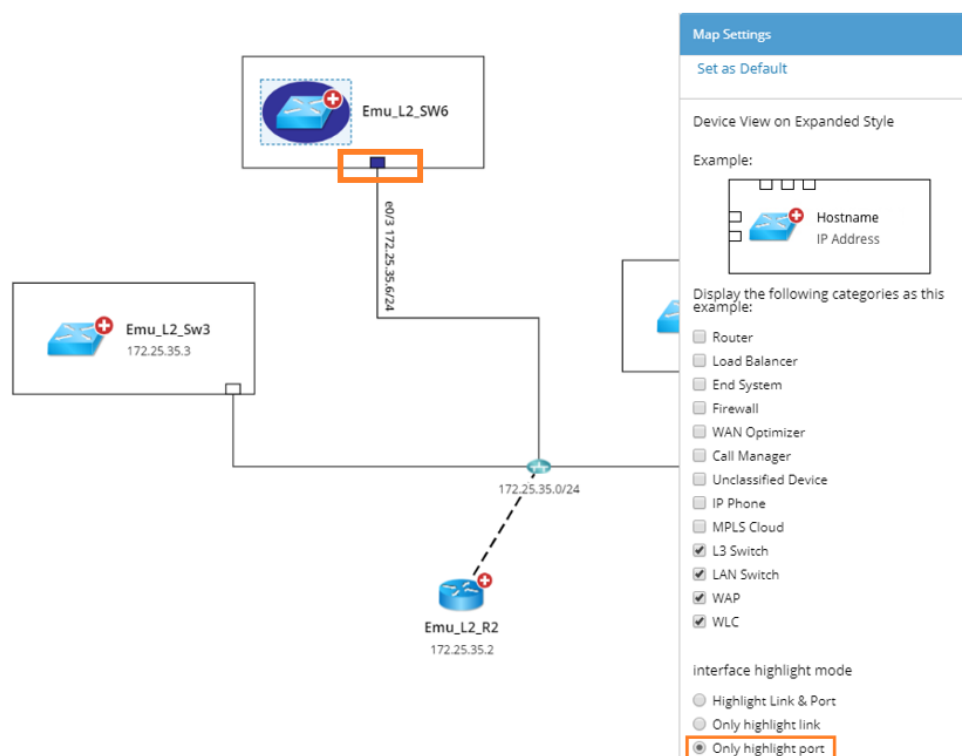 Emu_L2_SW6
e0/3 172.25.35.6/24
Emu_L2_Sw3
172.25.35.3
172.25.35.0/24
Emu_L2_R2
172.25.35.2
Map Settings
Set as Default
Device View on Expanded Style
Example:
Hostname
IP Address
Display the following categories as this
example:
Router
Load Balancer
End System
Firewall
WAN Optimizer
Call Manager
Unclassified Device
IP Phone
MPLS Cloud
L3 Switch
LAN Switch
WAP
WLC
interface highlight mode
Highlight Link & Port
Only highlight link
Only highlight port